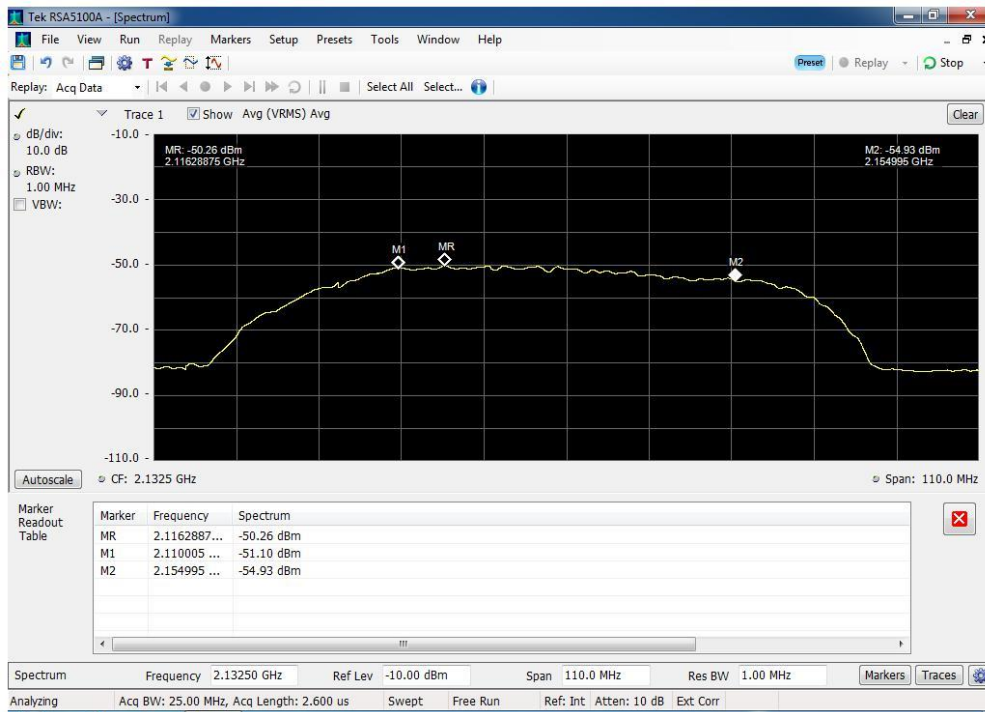 Tek RSA5100A - [Spectrum]
File View Run Replay Markers Setup Presets Tools Window Help
Preset Replay Stop
Replay: Acq Data Select All Select...
Trace 1 Show Avg (VRMS) Avg Clear
dB/div:
10.0 dB
RBW:
1.00 MHz
VBW:
-10.0 -
-30.0 -
-50.0 -
-70.0 -
-90.0 -
-110.0 -
MR: -50.26 dBm
2.11628875 GHz
M2: -54.93 dBm
2.154995 GHz
M1 MR M2
Autoscale CF: 2.1325 GHz Span: 110.0 MHz
Marker
Readout
Table
Marker Frequency Spectrum
MR 2.1162887... -50.26 dBm
M1 2.110005 ... -51.10 dBm
M2 2.154995 ... -54.93 dBm
Spectrum Frequency 2.13250 GHz Ref Lev -10.00 dBm Span 110.0 MHz Res BW 1.00 MHz Markers Traces
Analyzing Acq BW: 25.00 MHz, Acq Length: 2.600 us Swept Free Run Ref: Int Atten: 10 dB Ext Corr